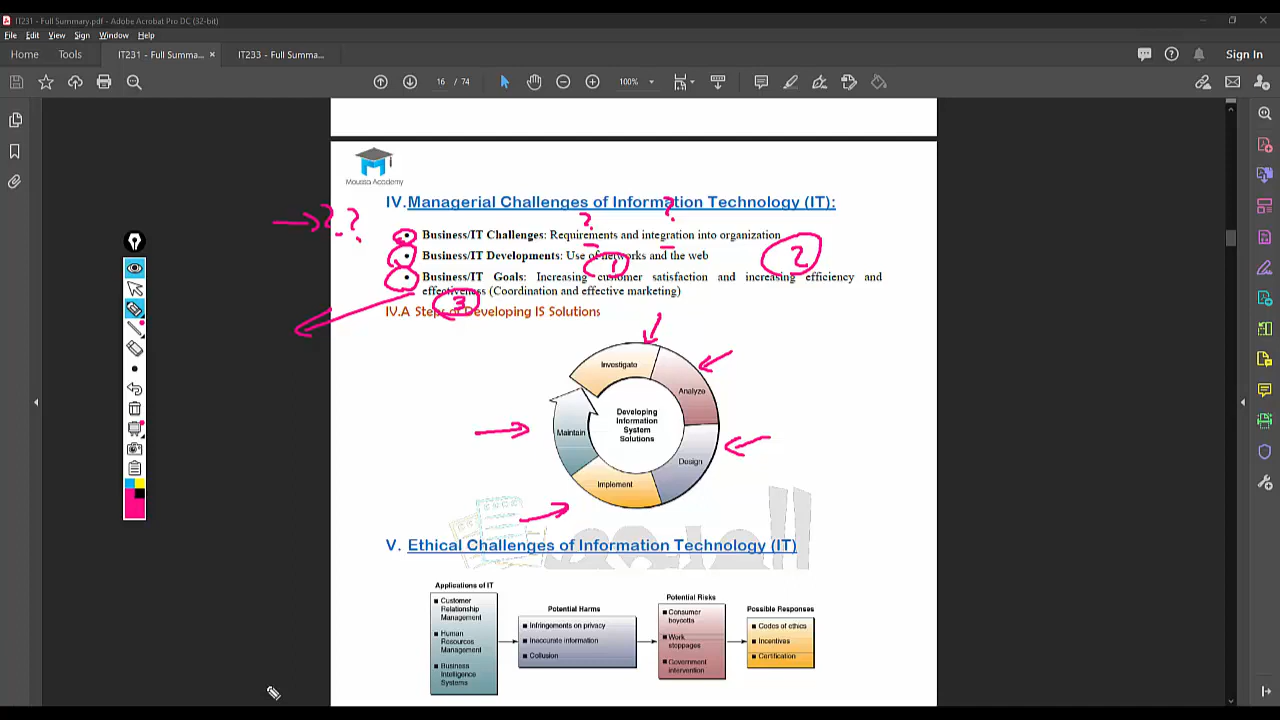 IT231 - Full Summary.pdf - Adobe Acrobat Pro DC (32-bit)
File Edit View Sign Window Help
Home Tools IT231 - Full Summa... × IT233 - Full Summa... Sign In
16 / 74 100%
Moussa Academy
IV. Managerial Challenges of Information Technology (IT):
? ?
? ?
Business/IT Challenges: Requirements and integration into organization
Business/IT Developments: Use of networks and the web
1 2
Business/IT Goals: Increasing customer satisfaction and increasing efficiency and
effectiveness (Coordination and effective marketing)
3
IV.A Steps of Developing IS Solutions
Investigate
Analyze
Design
Implement
Maintain
Developing
Information
System
Solutions
V. Ethical Challenges of Information Technology (IT)
Applications of IT
Customer
Relationship
Management
Human
Resources
Management
Business
Intelligence
Systems
Potential Harms
Infringements on privacy
Inaccurate information
Collusion
Potential Risks
Consumer
boycotts
Work
stoppages
Government
intervention
Possible Responses
Codes of ethics
Incentives
Certification